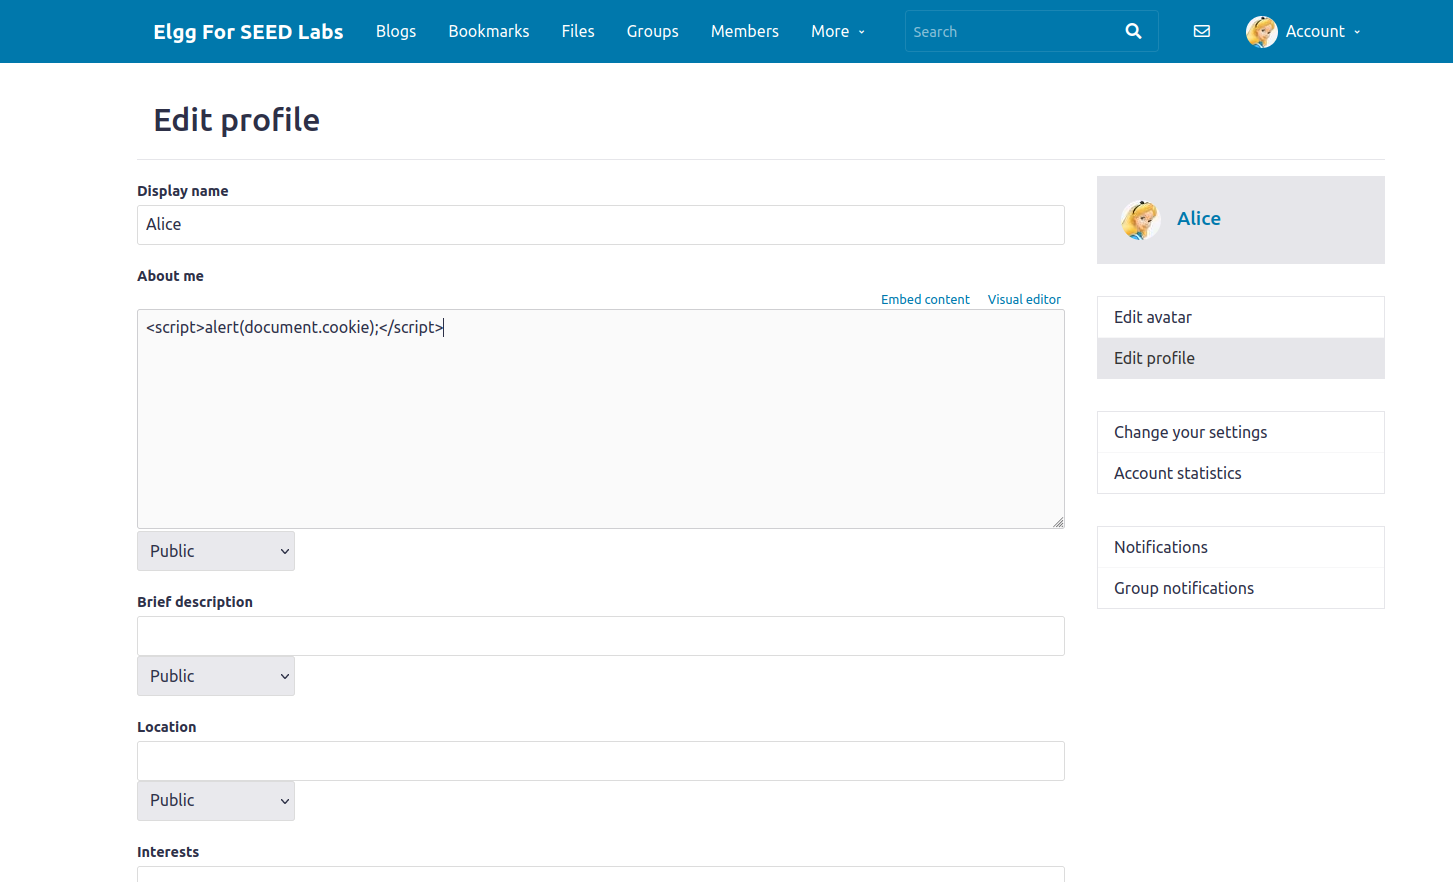 Elgg For SEED Labs Blogs Bookmarks Files Groups Members More Search Account
Edit profile
Display name
Alice
Alice
About me
Embed content Visual editor
<script>alert(document.cookie);</script>
Edit avatar
Edit profile
Change your settings
Account statistics
Public
Notifications
Group notifications
Brief description
Public
Location
Public
Interests